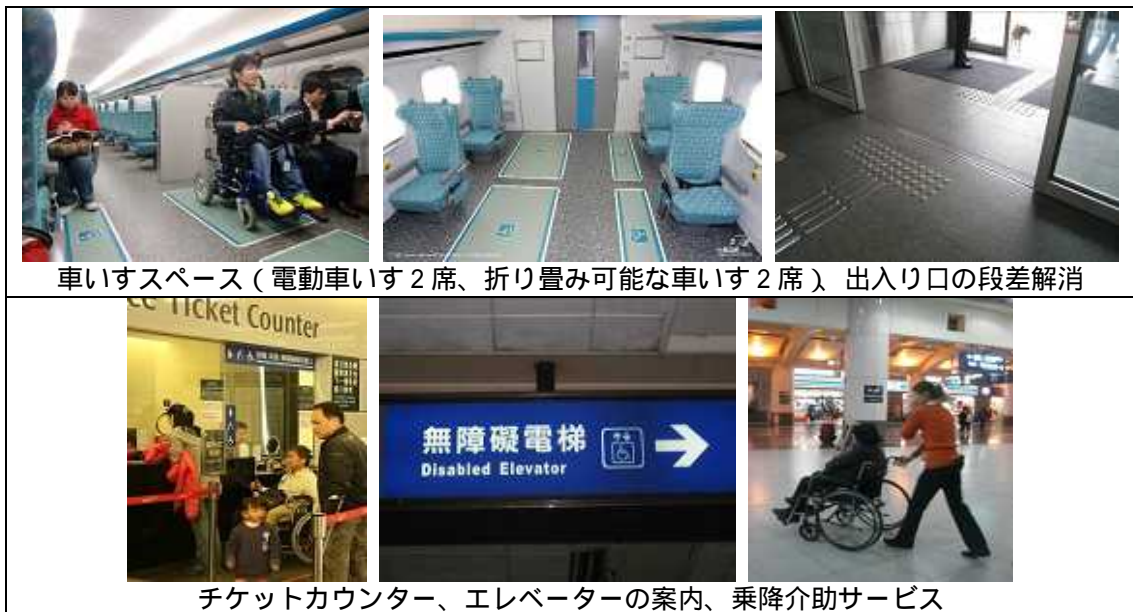 車いすスペース（電動車いす２席、折り畳み可能な車いす２席）、出入り口の段差解消
Ticket Counter
無障礙電梯
Disabled Elevator
チケットカウンター、エレベーターの案内、乗降介助サービス